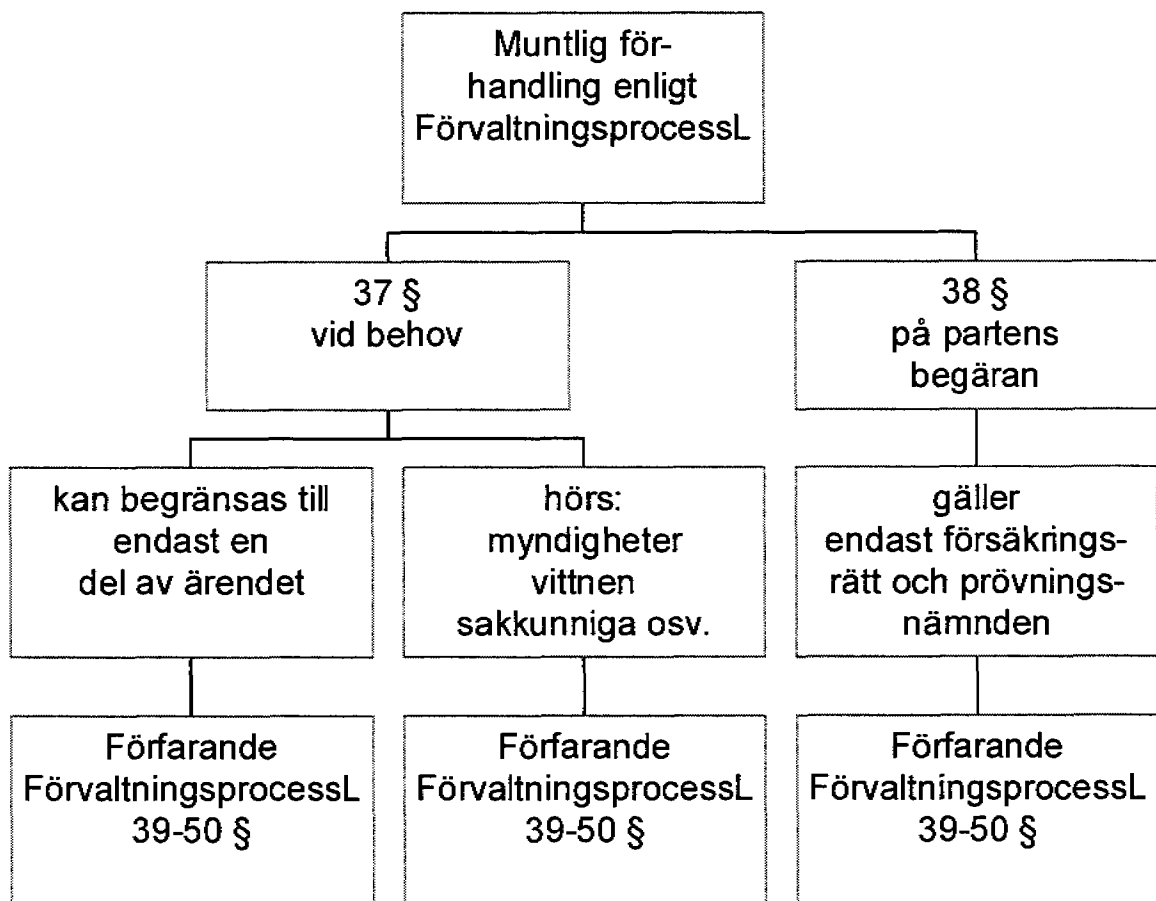 Muntlig för-
handling enligt
FörvaltningsprocessL
37 §
vid behov
38 §
på partens
begäran
kan begränsas till
endast en
del av ärendet
hörs:
myndigheter
vittnen
sakkunniga osv.
gäller
endast försäkrings-
rätt och prövnings-
nämnden
Förfarande
FörvaltningsprocessL
39-50 §
Förfarande
FörvaltningsprocessL
39-50 §
Förfarande
FörvaltningsprocessL
39-50 §